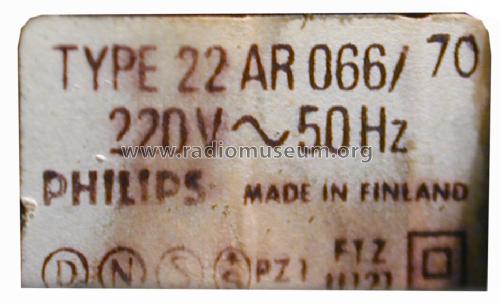 TYPE 22 AR 066/ 70
220V ~ 50Hz
www.radiomuseum.org
PHILIPS MADE IN FINLAND
D N S S PZ1 FTZ